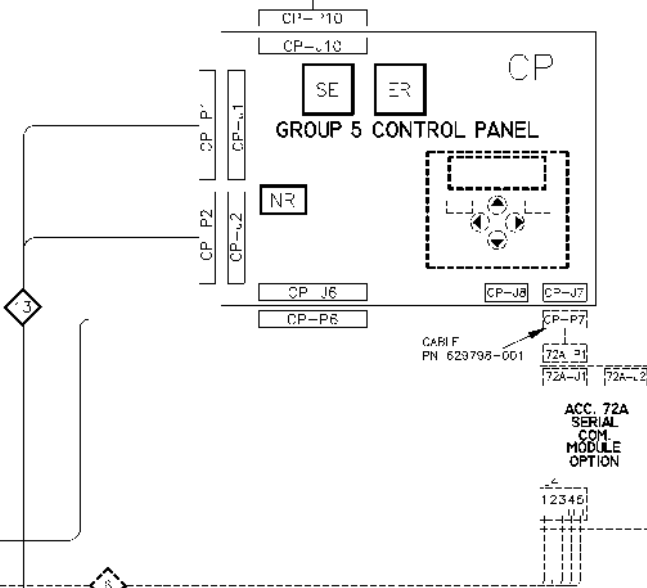 CP-P10
CP-J10
CP
SE
ER
GROUP 5 CONTROL PANEL
CP P1
CP-J1
NR
CP P2
CP-J2
CP J6
CP-J8
CP-J7
CP-P6
CP-P7
CABLE
PN 629798-001
72A P1
72A-J1
72A-J2
ACC. 72A
SERIAL
COM.
MODULE
OPTION
12345